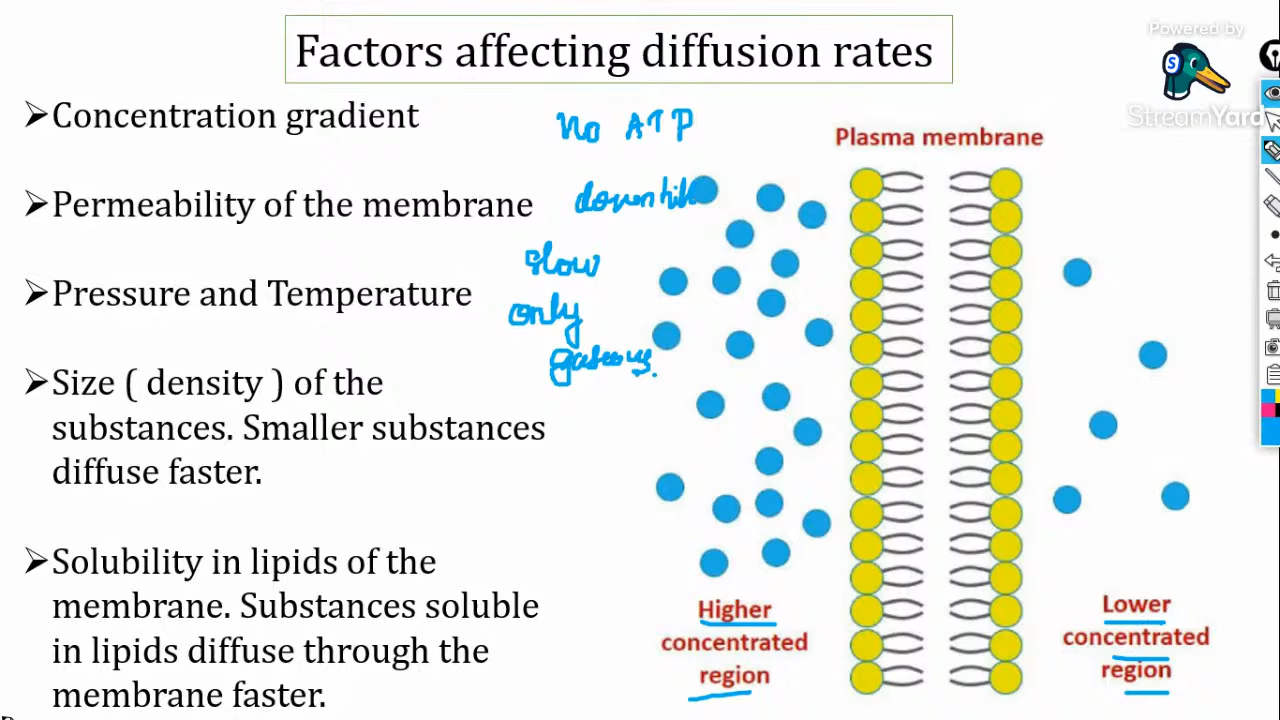 Factors affecting diffusion rates
Powered by
StreamYard
➢Concentration gradient
➢Permeability of the membrane
➢Pressure and Temperature
➢Size ( density ) of the
substances. Smaller substances
diffuse faster.
➢Solubility in lipids of the
membrane. Substances soluble
in lipids diffuse through the
membrane faster.
no ATP
slow
only
gaseous.
Plasma membrane
Higher
concentrated
region
Lower
concentrated
region